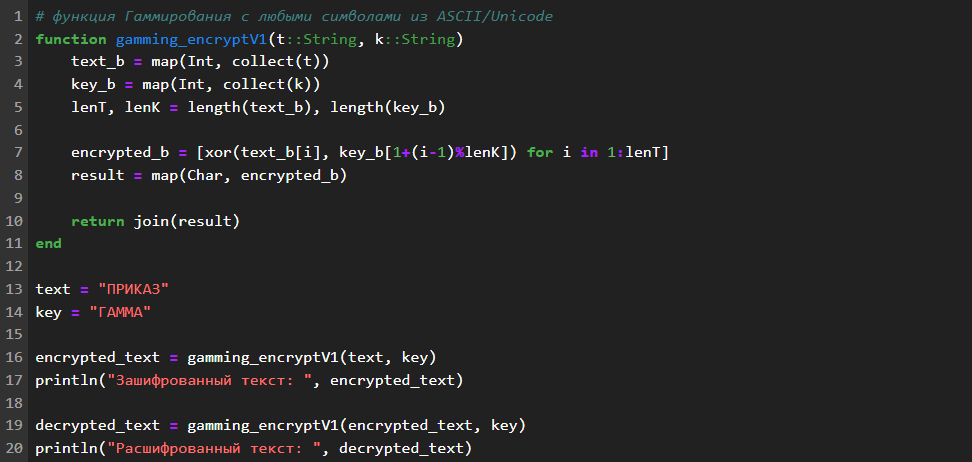 1 # функция Гаммирования с любыми символами из ASCII/Unicode
2 function gamming_encryptV1(t::String, k::String)
3     text_b = map(Int, collect(t))
4     key_b = map(Int, collect(k))
5     lenT, lenK = length(text_b), length(key_b)
6
7     encrypted_b = [xor(text_b[i], key_b[1+(i-1)%lenK]) for i in 1:lenT]
8     result = map(Char, encrypted_b)
9
10     return join(result)
11 end
12
13 text = "ПРИКАЗ"
14 key = "ГАММА"
15
16 encrypted_text = gamming_encryptV1(text, key)
17 println("Зашифрованный текст: ", encrypted_text)
18
19 decrypted_text = gamming_encryptV1(encrypted_text, key)
20 println("Расшифрованный текст: ", decrypted_text)